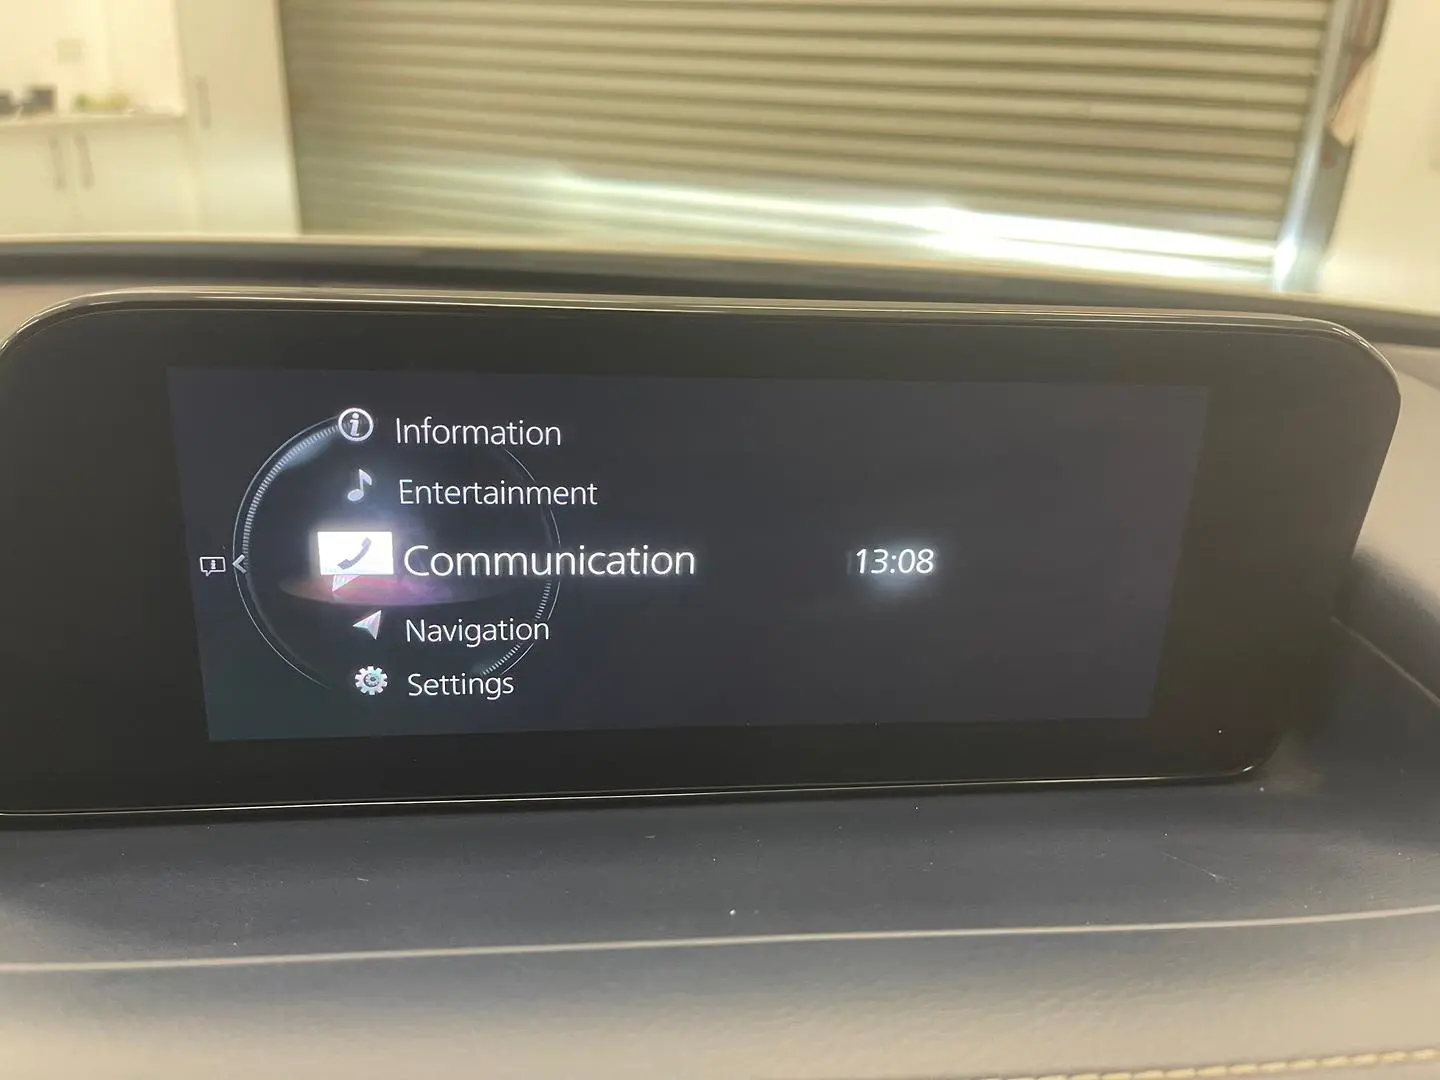 Information
Entertainment
Communication
13:08
Navigation
Settings